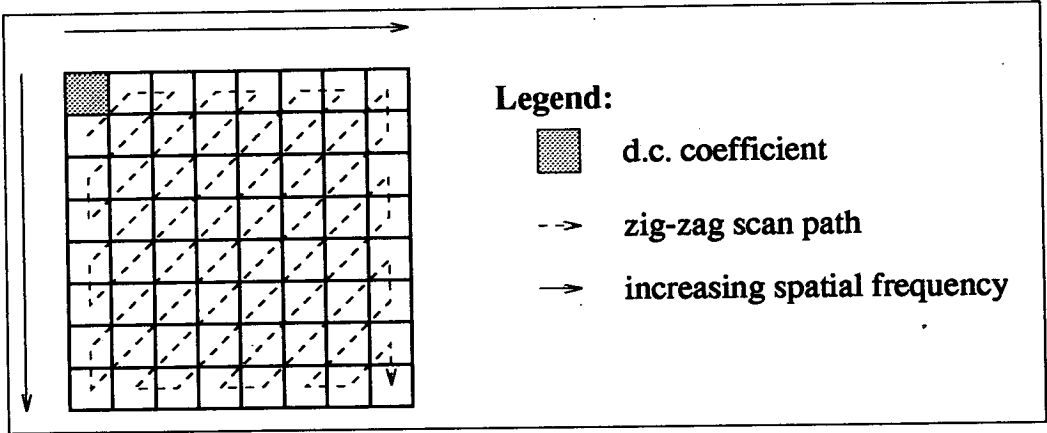 Legend:
d.c. coefficient
zig-zag scan path
increasing spatial frequency